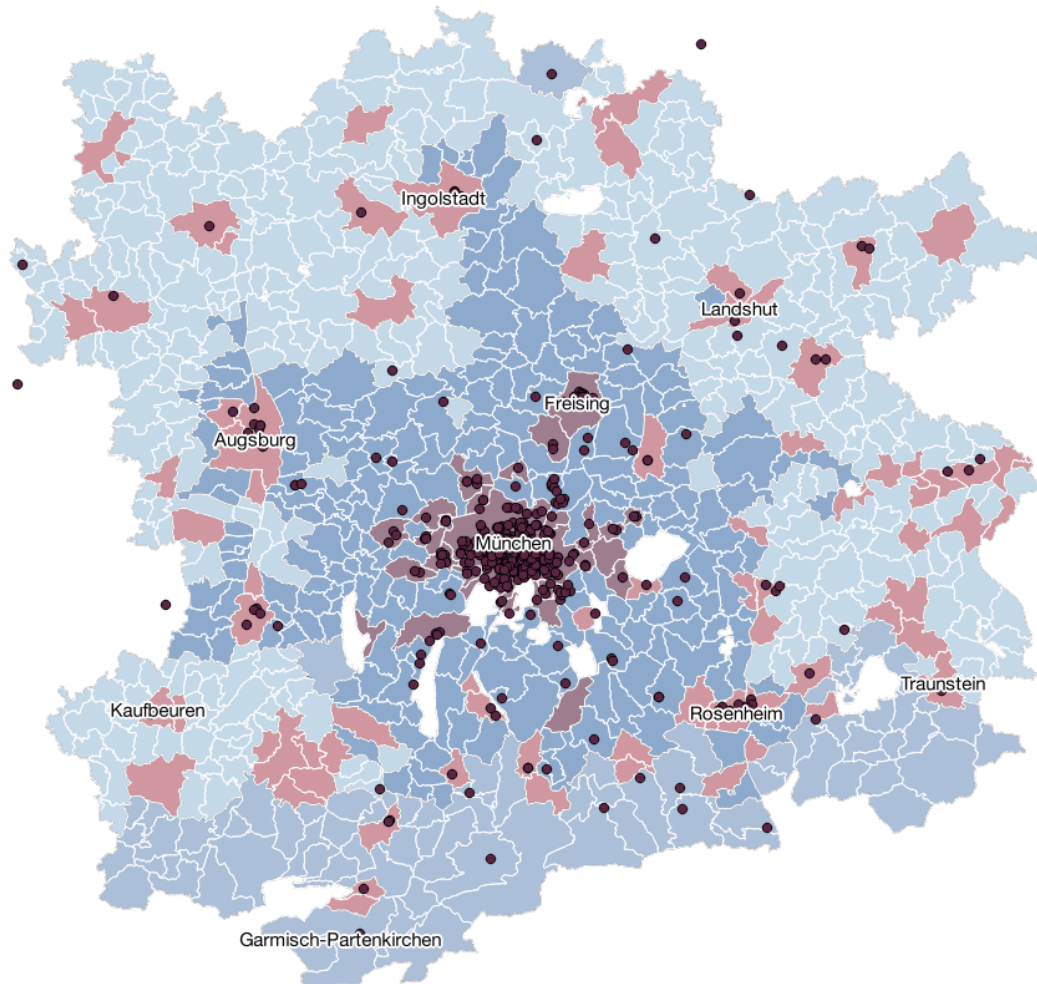 Ingolstadt
Landshut
Freising
Augsburg
München
Kaufbeuren
Rosenheim
Traunstein
Garmisch-Partenkirchen